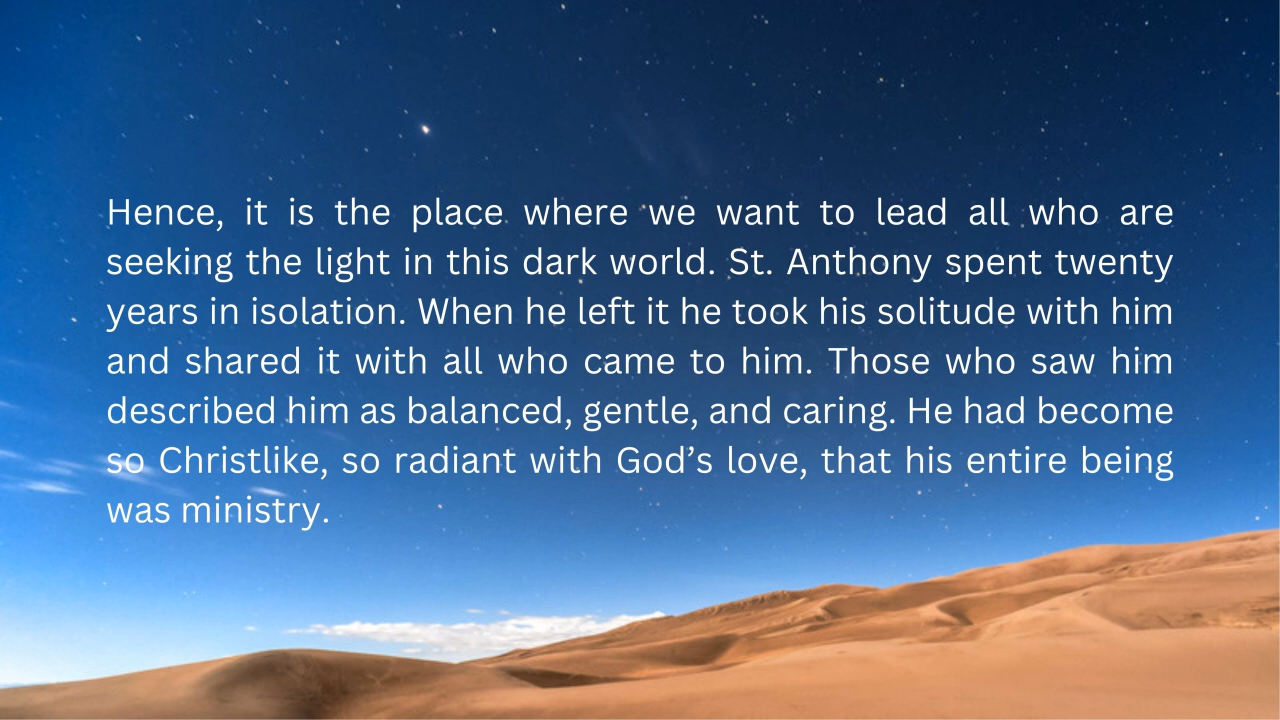 Hence, it is the place where we want to lead all who are
seeking the light in this dark world. St. Anthony spent twenty
years in isolation. When he left it he took his solitude with him
and shared it with all who came to him. Those who saw him
described him as balanced, gentle, and caring. He had become
so Christlike, so radiant with God’s love, that his entire being
was ministry.